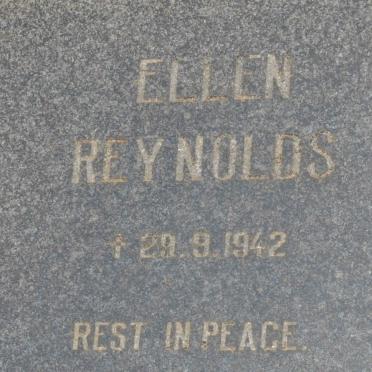 ELLEN
REYNOLDS
† 29.9.1942
REST IN PEACE.